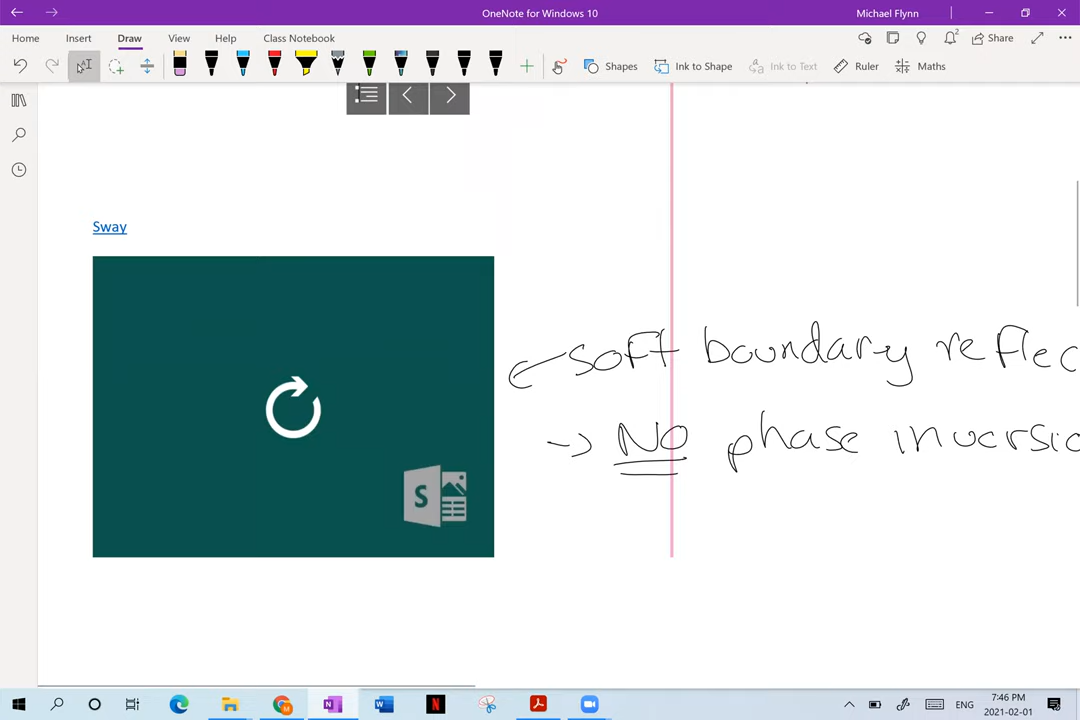 OneNote for Windows 10
Michael Flynn
Home Insert Draw View Help Class Notebook
2 Share
Shapes Ink to Shape Ink to Text Ruler Maths
Sway
S
soft boundary reflec
→ NO phase inversio
W N
ENG
7:46 PM
2021-02-01